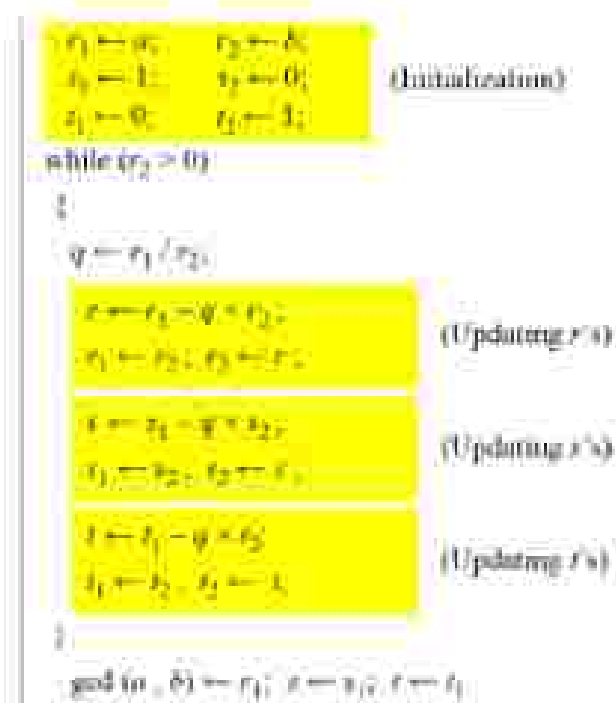 r₁ ← a; r₂ ← b;
s₁ ← 1; s₂ ← 0; (Initialization)
t₁ ← 0; t₂ ← 1;
while (r₂ > 0)
{
q ← r₁ / r₂;
r ← r₁ − q × r₂;
r₁ ← r₂; r₂ ← r; (Updating r's)
s ← s₁ − q × s₂;
s₁ ← s₂; s₂ ← s; (Updating s's)
t ← t₁ − q × t₂;
t₁ ← t₂; t₂ ← t; (Updating t's)
}
gcd (a , b) ← r₁; s ← s₁; t ← t₁